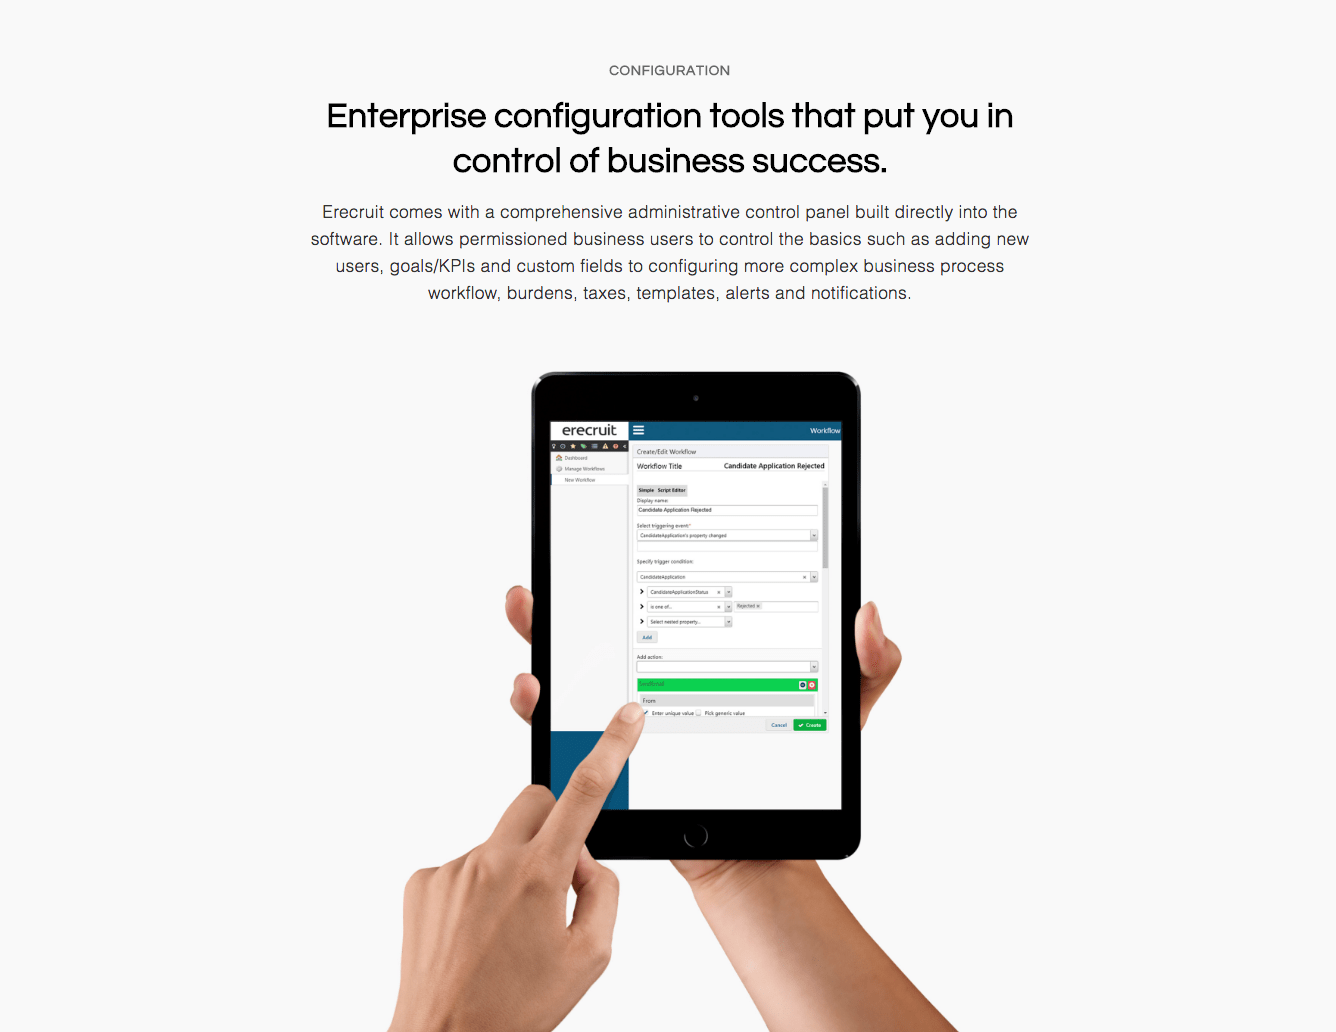 CONFIGURATION
Enterprise configuration tools that put you in
control of business success.
Erecruit comes with a comprehensive administrative control panel built directly into the
software. It allows permissioned business users to control the basics such as adding new
users, goals/KPIs and custom fields to configuring more complex business process
workflow, burdens, taxes, templates, alerts and notifications.
erecruit
Workflow
Dashboard
Manage Workflows
New Workflow
Create/Edit Workflow
Workflow Title Candidate Application Rejected
Simple Script Editor
Display name:
Candidate Application Rejected
Select triggering event:*
CandidateApplication's property changed
Specify trigger condition:
CandidateApplication
CandidateApplicationStatus
is one of...
Rejected
Select nested property...
Add
Add action:
From
Enter unique value Pick generic value
Cancel Create